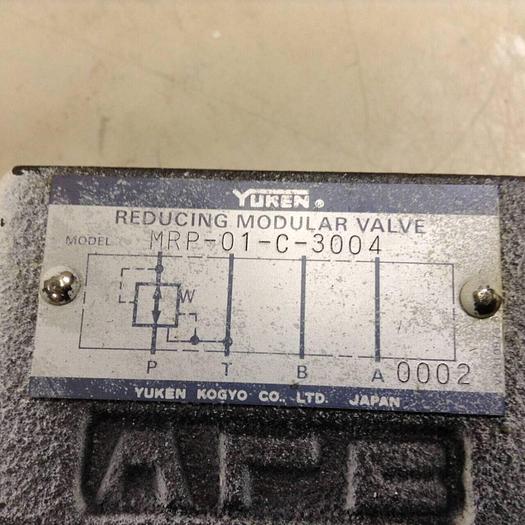 YUKEN®
REDUCING MODULAR VALVE
MODEL MRP-01-C-3004
W
P T B A 0002
YUKEN KOGYO CO., LTD. JAPAN